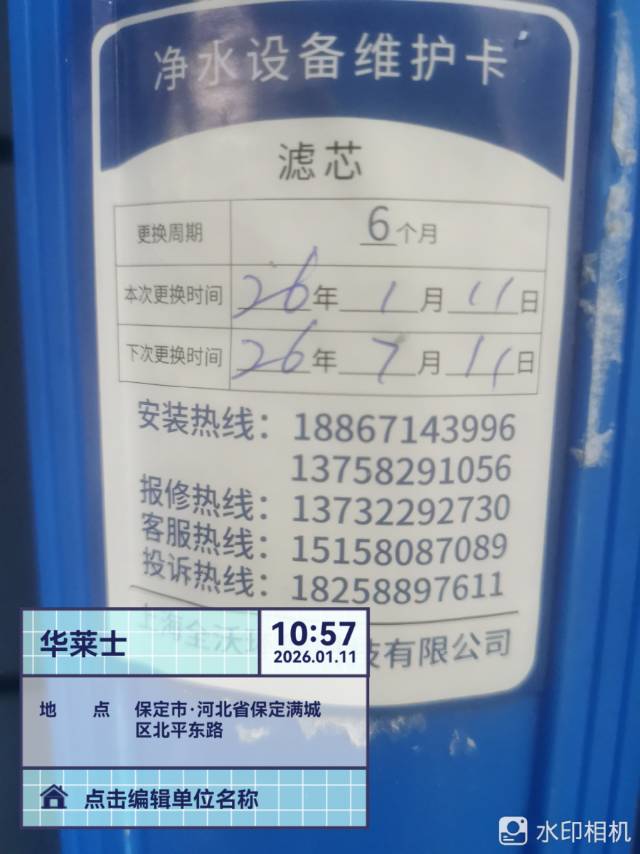 净水设备维护卡
滤芯
更换周期 6个月
本次更换时间 26年1月11日
下次更换时间 26年7月11日
安装热线：18867143996
13758291056
报修热线：13732292730
客服热线：15158087089
投诉热线：18258897611
上海全沃 技有限公司
华莱士
10:57
2026.01.11
地 点 保定市·河北省保定满城
区北平东路
点击编辑单位名称
水印相机